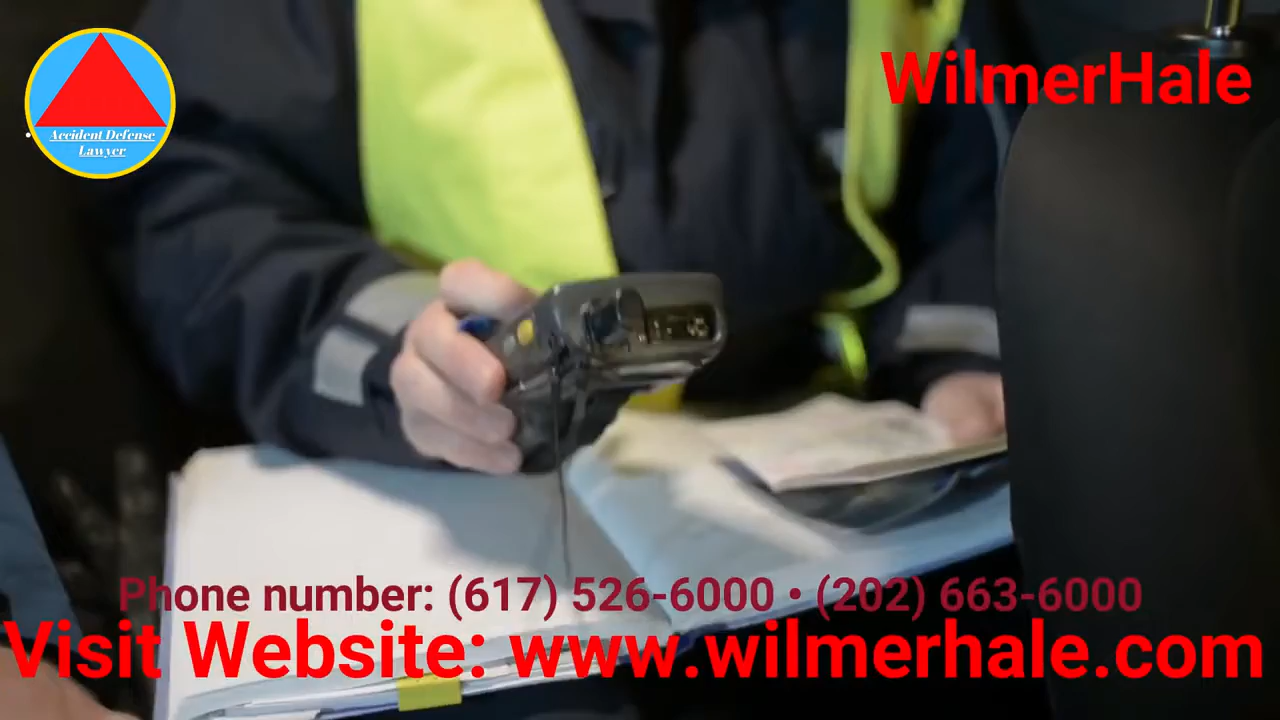 Accident Defense
Lawyer
WilmerHale
Phone number: (617) 526-6000 • (202) 663-6000
Visit Website: www.wilmerhale.com